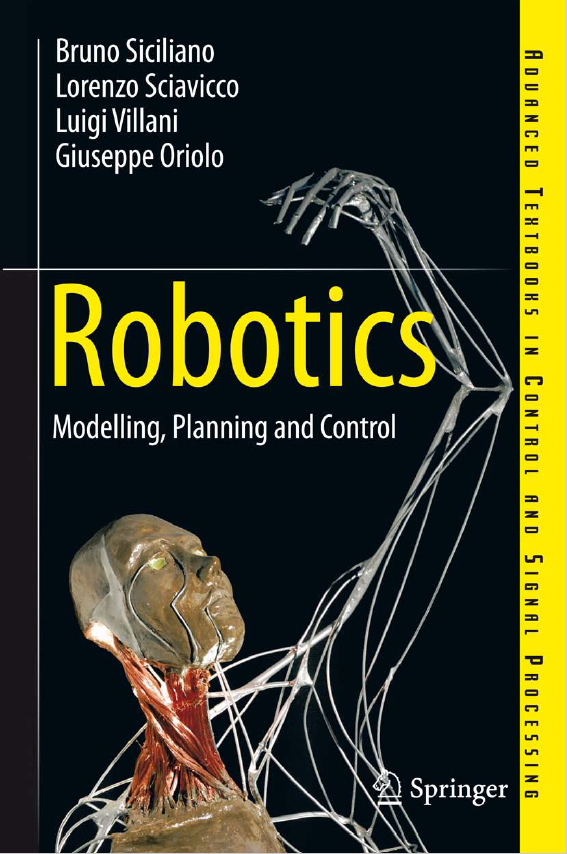 Bruno Siciliano
Lorenzo Sciavicco
Luigi Villani
Giuseppe Oriolo
Robotics
Modelling, Planning and Control
Springer
ADVANCED TEXTBOOKS IN CONTROL AND SIGNAL PROCESSING